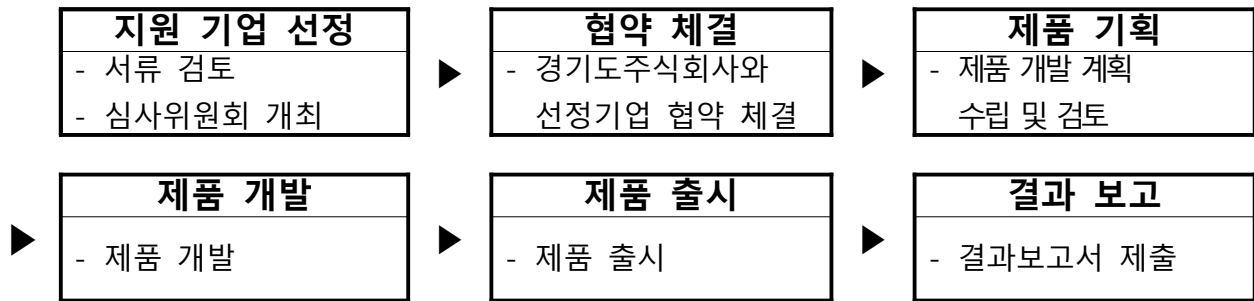 지원 기업 선정
- 서류 검토
- 심사위원회 개최
▶
협약 체결
- 경기도주식회사와
선정기업 협약 체결
▶
제품 기획
- 제품 개발 계획
수립 및 검토
▶
제품 개발
- 제품 개발
▶
제품 출시
- 제품 출시
▶
결과 보고
- 결과보고서 제출